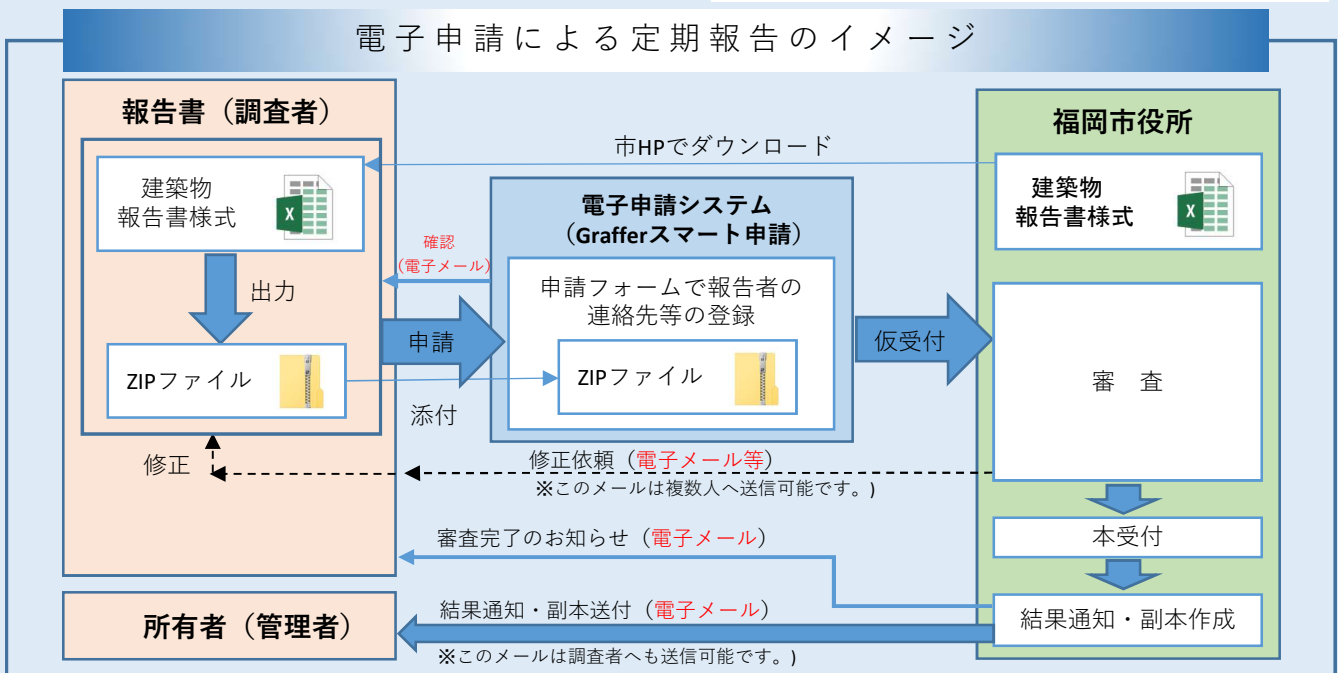 電子申請による定期報告のイメージ
報告書（調査者）
建築物
報告書様式
X
出力
ZIPファイル
修正
市HPでダウンロード
確認
（電子メール）
申請
添付
電子申請システム
（Grafferスマート申請）
申請フォームで報告者の
連絡先等の登録
ZIPファイル
仮受付
福岡市役所
建築物
報告書様式
X
審　査
本受付
結果通知・副本作成
修正依頼（電子メール等）
※このメールは複数人へ送信可能です。)
審査完了のお知らせ（電子メール）
結果通知・副本送付（電子メール）
※このメールは調査者へも送信可能です。)
所有者（管理者）